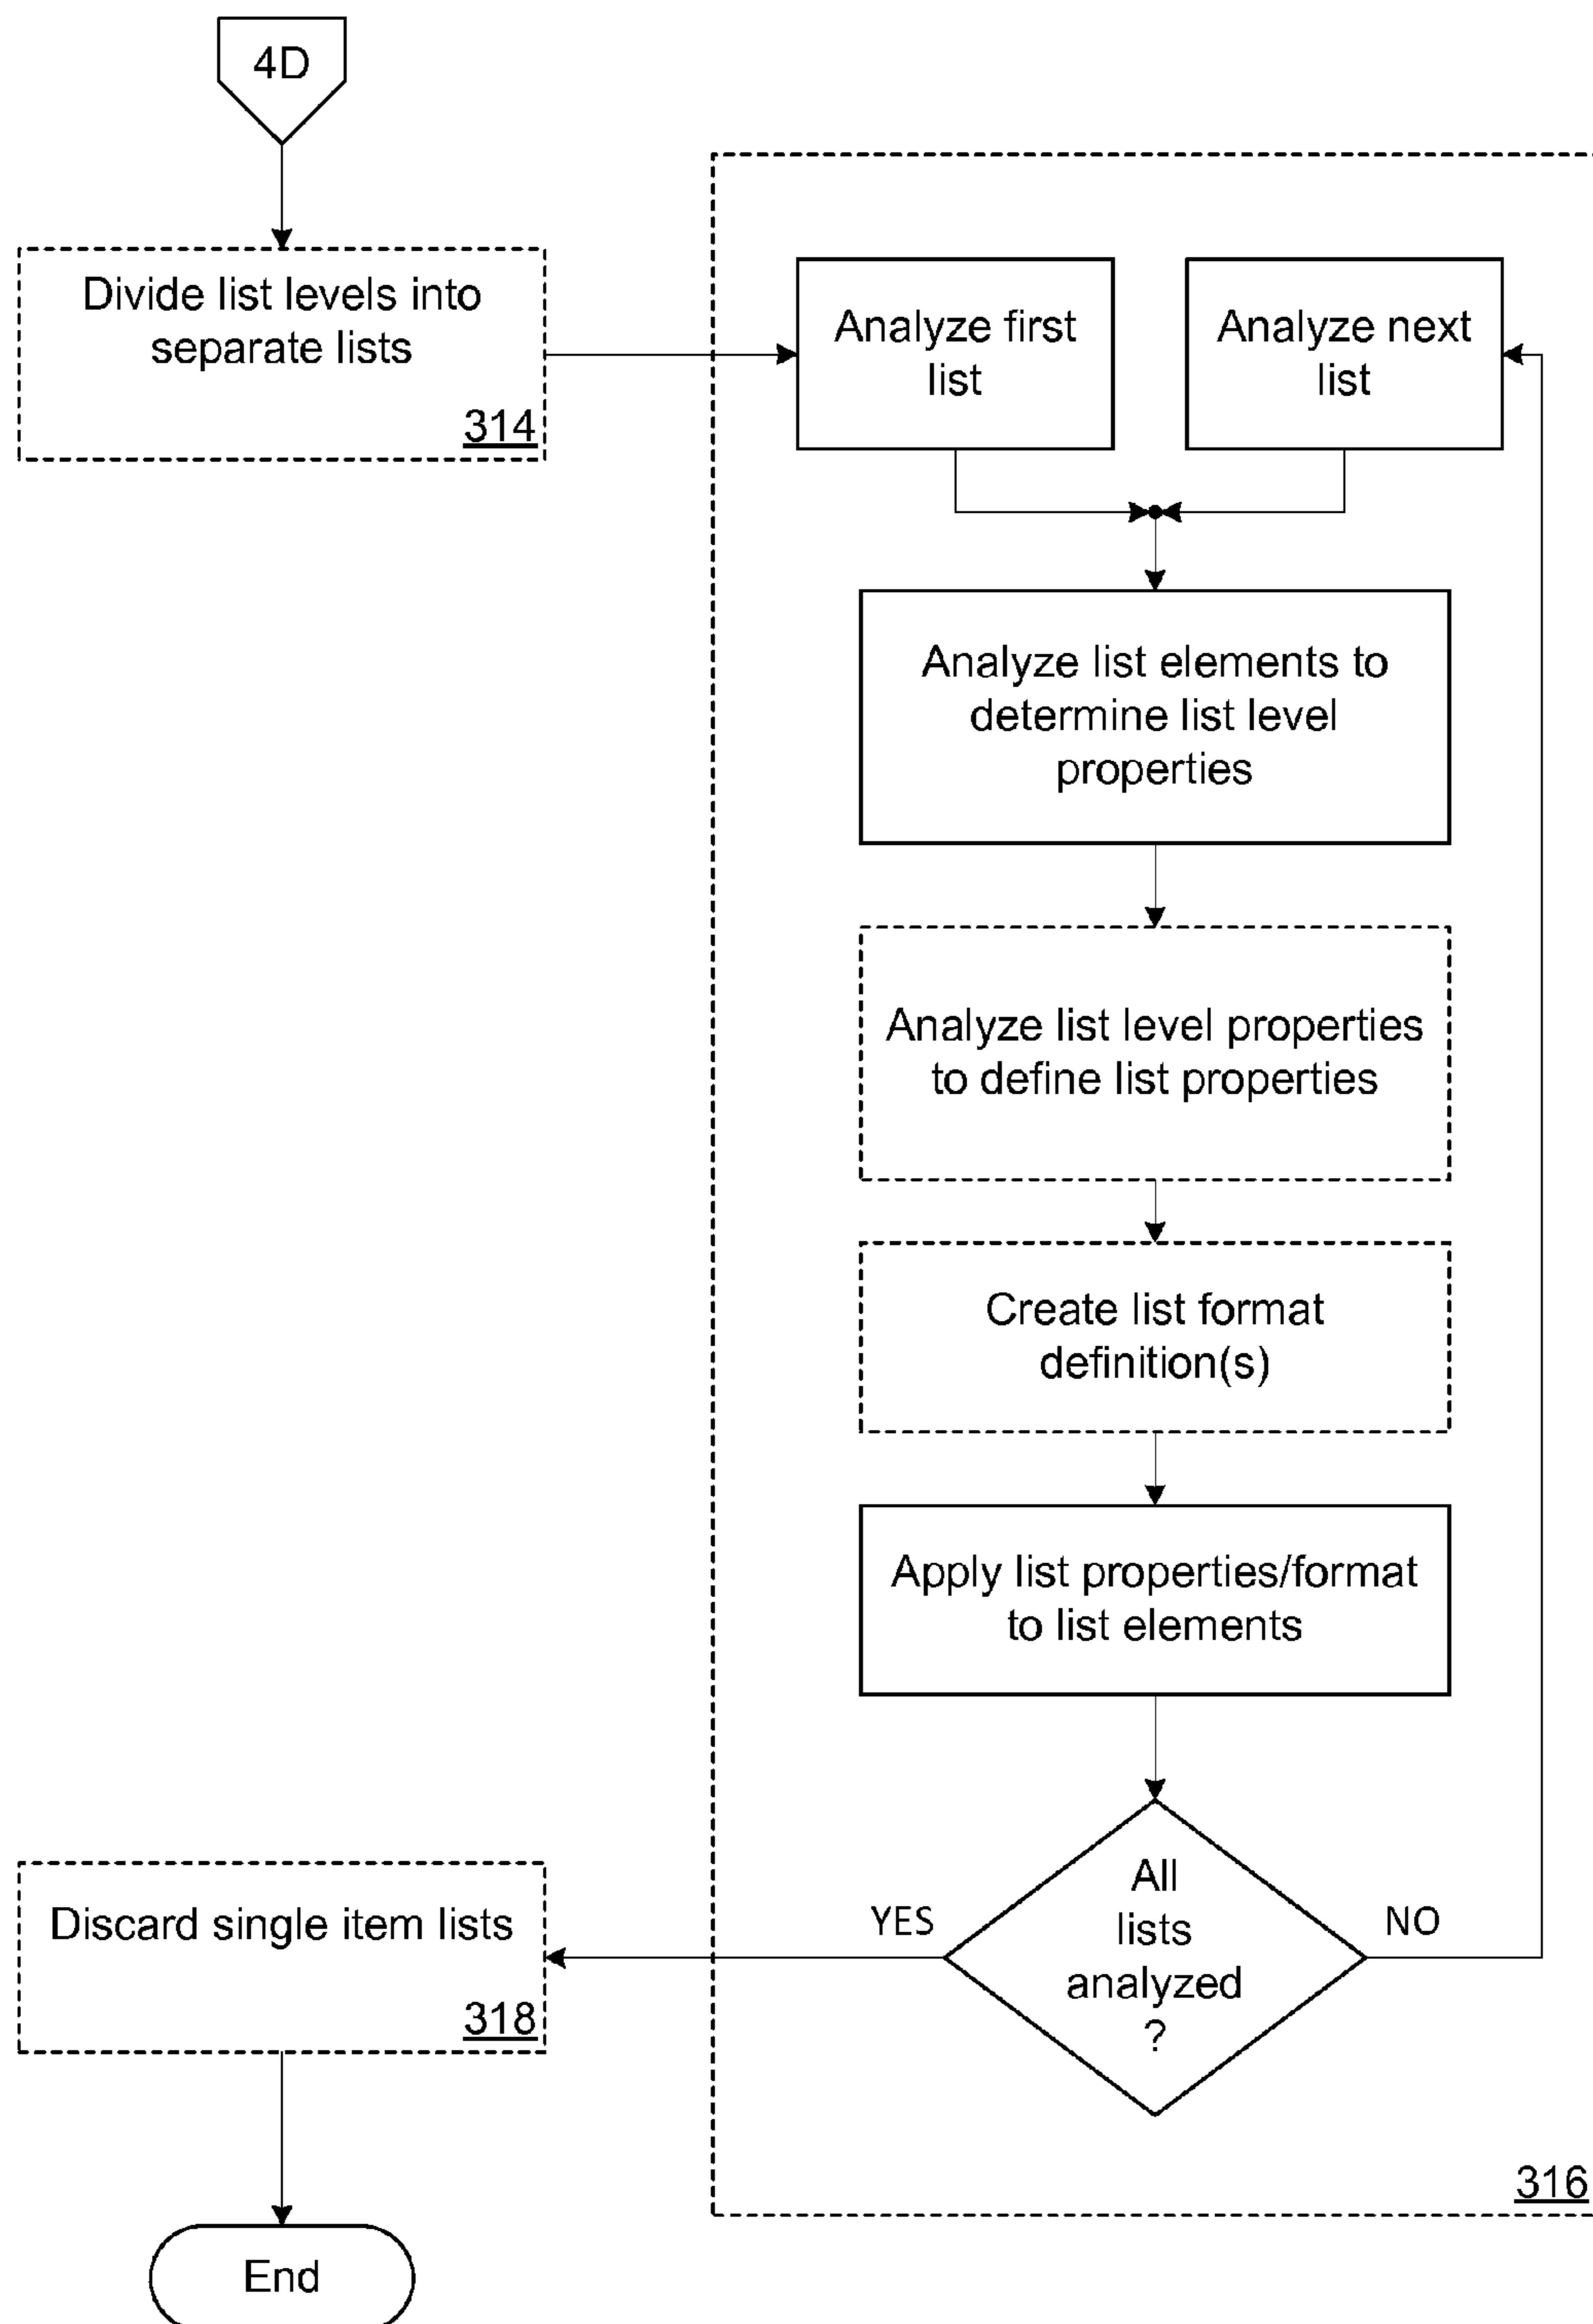 4D
Divide list levels into
separate lists
314
Analyze first
list
Analyze next
list
Analyze list elements to
determine list level
properties
Analyze list level properties
to define list properties
Create list format
definition(s)
Apply list properties/format
to list elements
All
lists
analyzed
?
YES
NO
Discard single item lists
318
316
End